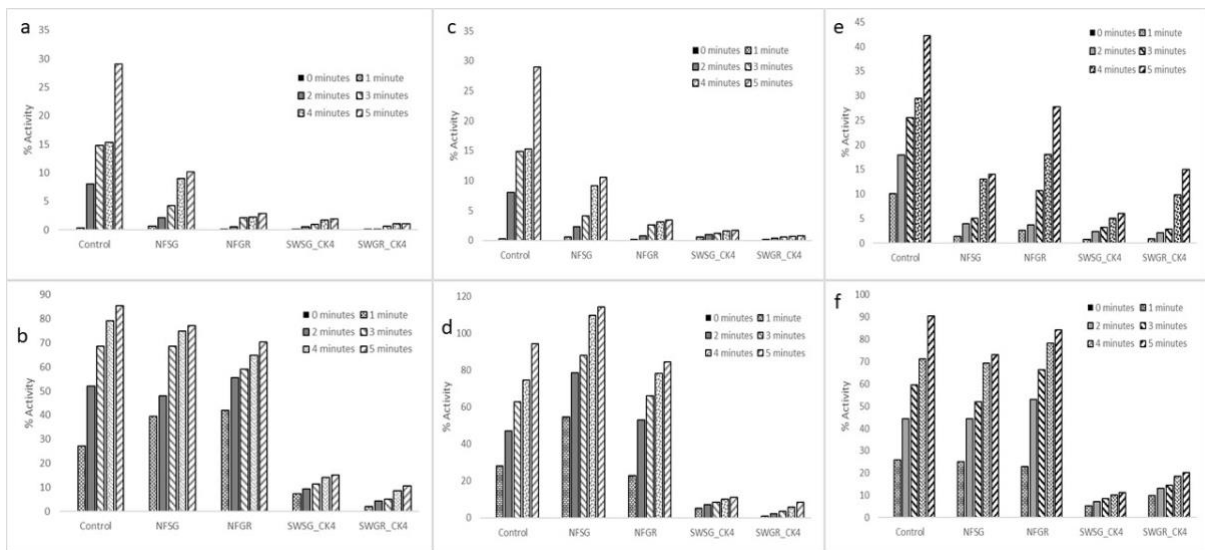 a
35
30
25
20
15
10
5
0
% Activity
■ 0 minutes 1 minute
2 minutes 3 minutes
4 minutes 5 minutes
Control NFSG NFGR SWSG_CK4 SWGR_CK4
c
35
30
25
20
15
10
5
0
% Activity
0 minutes 1 minute
2 minutes 3 minutes
4 minutes 5 minutes
Control NFSG NFGR SWSG_CK4 SWGR_CK4
e
45
40
35
30
25
20
15
10
5
0
% Activity
0 minutes 1 minute
2 minutes 3 minutes
4 minutes 5 minutes
Control NFSG NFGR SWSG_CK4 SWGR_CK4
b
90
80
70
60
50
40
30
20
10
0
% Activity
0 minutes 1 minute
2 minutes 3 minutes
4 minutes 5 minutes
Control NFSG NFGR SWSG_CK4 SWGR_CK4
d
120
100
80
60
40
20
0
% Activity
0 minutes 1 minute
2 minutes 3 minutes
4 minutes 5 minutes
Control NFSG NFGR SWSG_CK4 SWGR_CK4
f
100
90
80
70
60
50
40
30
20
10
0
% Activity
0 minutes 1 minute
2 minutes 3 minutes
4 minutes 5 minutes
Control NFSG NFGR SWSG_CK4 SWGR_CK4